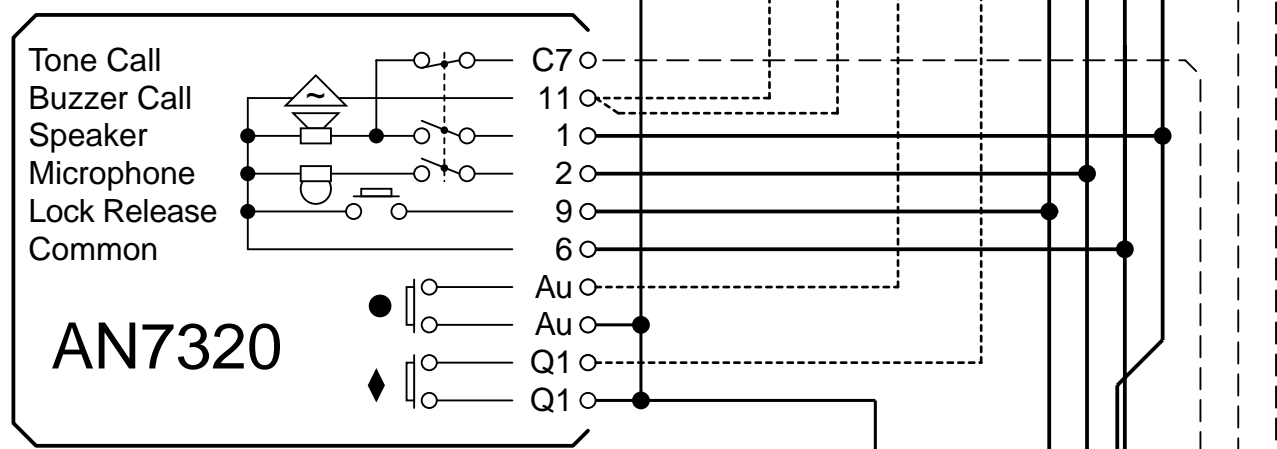 Tone Call C7
Buzzer Call ~ 11
Speaker 1
Microphone 2
Lock Release 9
Common 6
Au
Au
AN7320
Q1
Q1